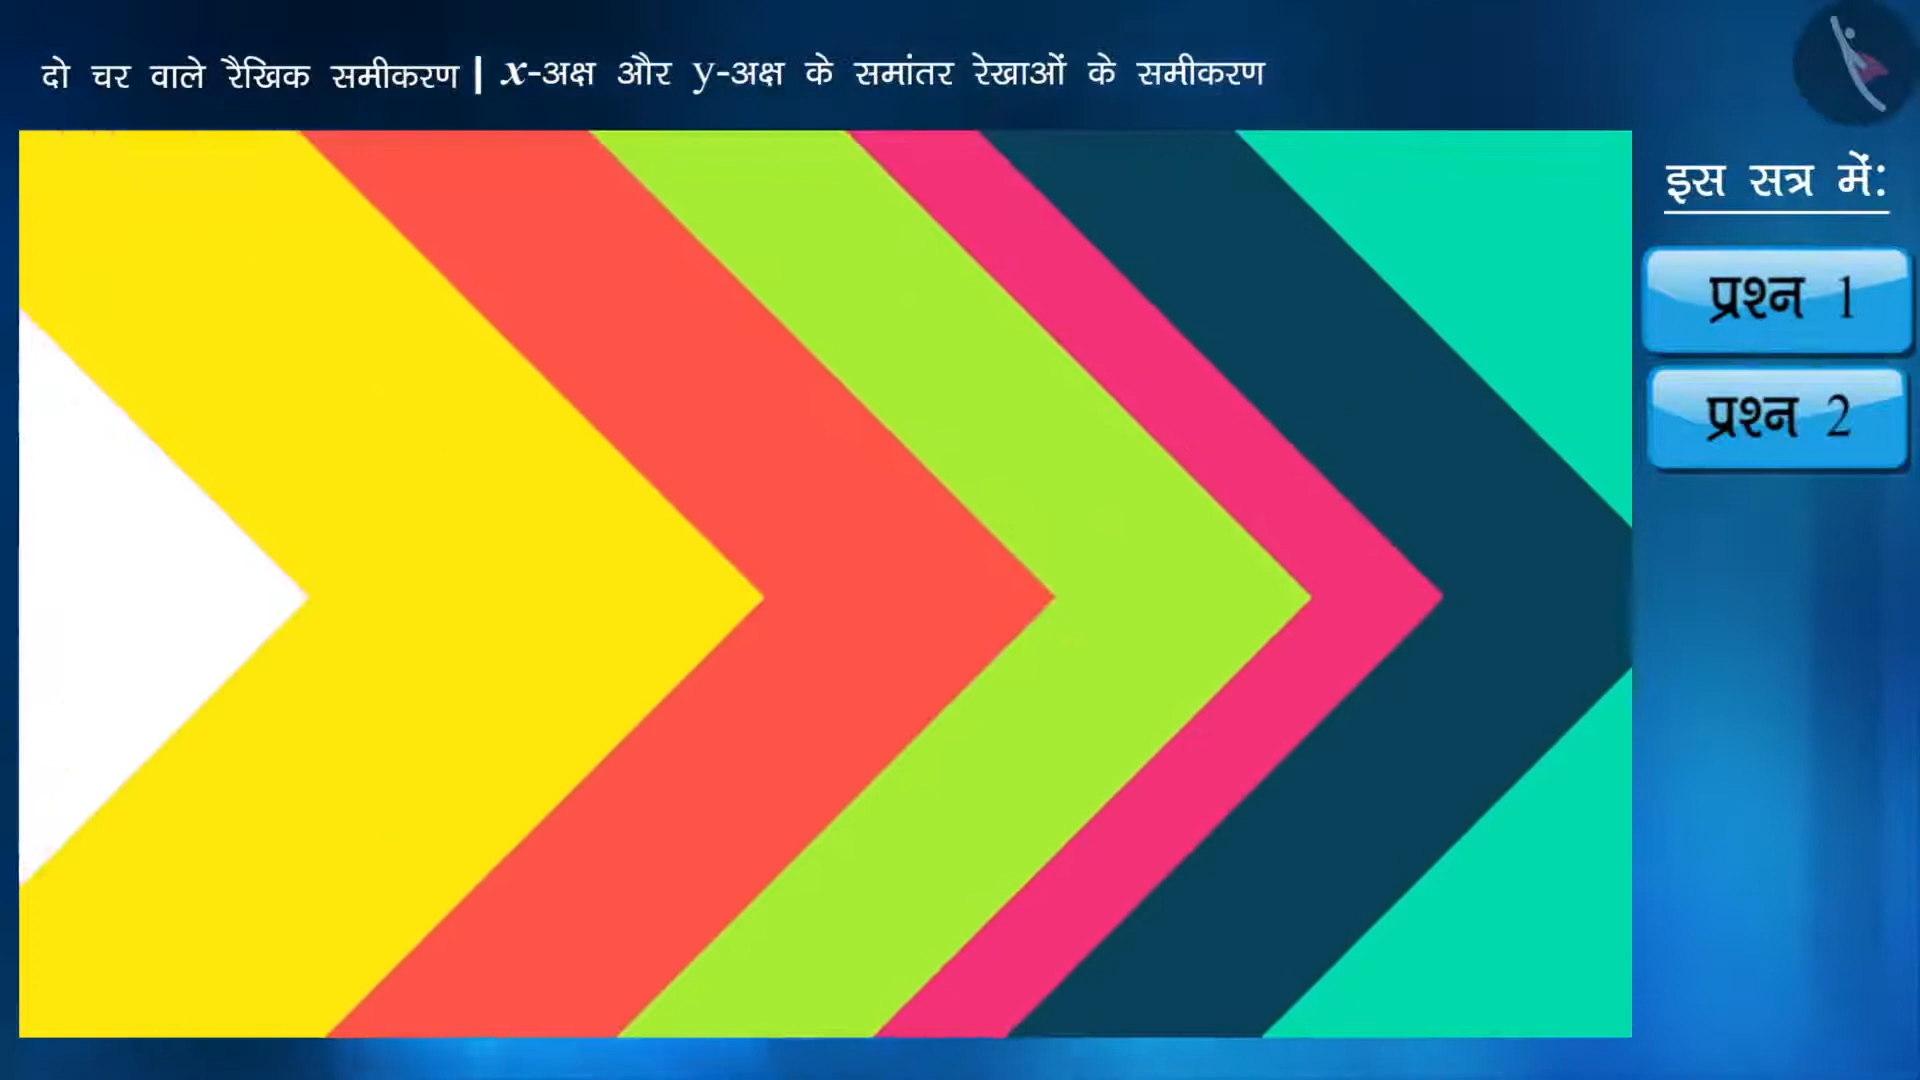 दो चर वाले रैखिक समीकरण | x-अक्ष और y-अक्ष के समांतर रेखाओं के समीकरण
इस सत्र में:
प्रश्न 1
प्रश्न 2